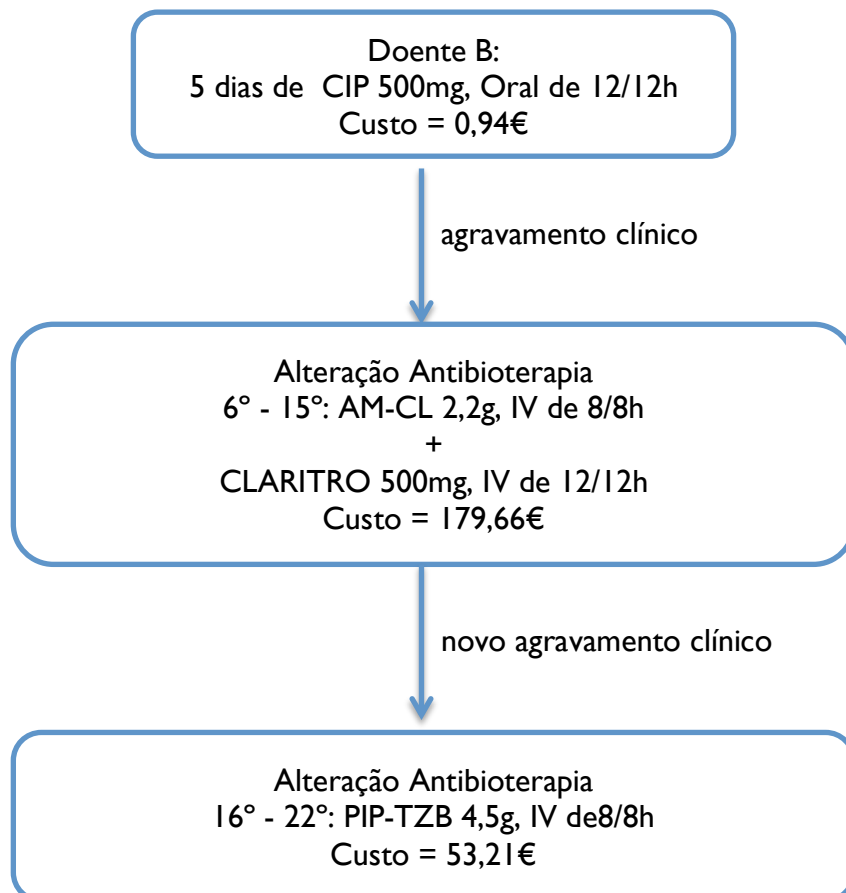 Doente B:
5 dias de CIP 500mg, Oral de 12/12h
Custo = 0,94€
agravamento clínico
Alteração Antibioterapia
6º - 15º: AM-CL 2,2g, IV de 8/8h
+
CLARITRO 500mg, IV de 12/12h
Custo = 179,66€
novo agravamento clínico
Alteração Antibioterapia
16º - 22º: PIP-TZB 4,5g, IV de8/8h
Custo = 53,21€